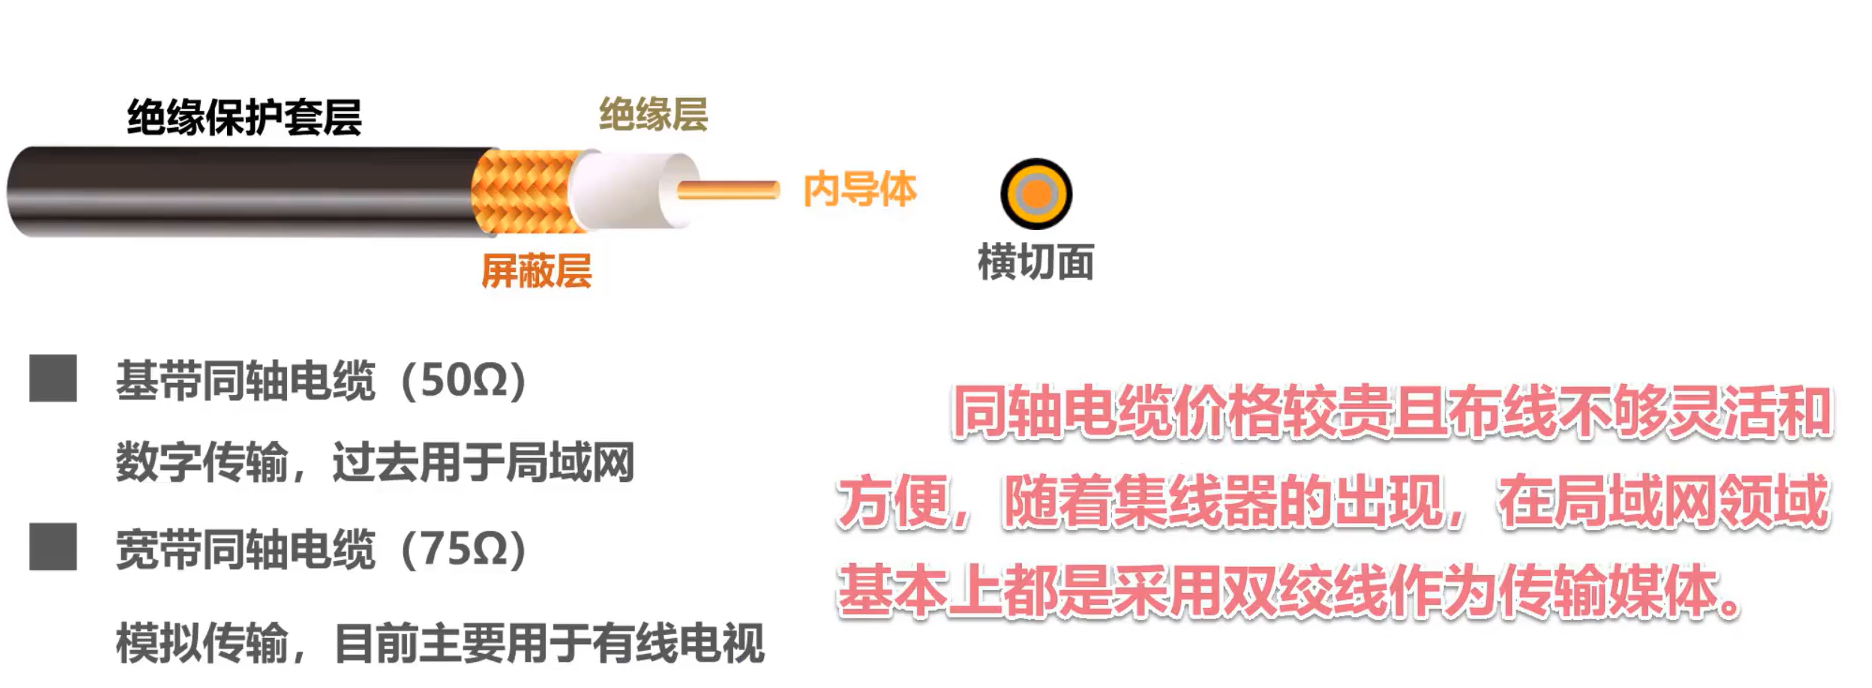 绝缘保护套层
绝缘层
内导体
屏蔽层
横切面
基带同轴电缆（50Ω）
数字传输，过去用于局域网
宽带同轴电缆（75Ω）
模拟传输，目前主要用于有线电视
同轴电缆价格较贵且布线不够灵活和
方便，随着集线器的出现，在局域网领域
基本上都是采用双绞线作为传输媒体。